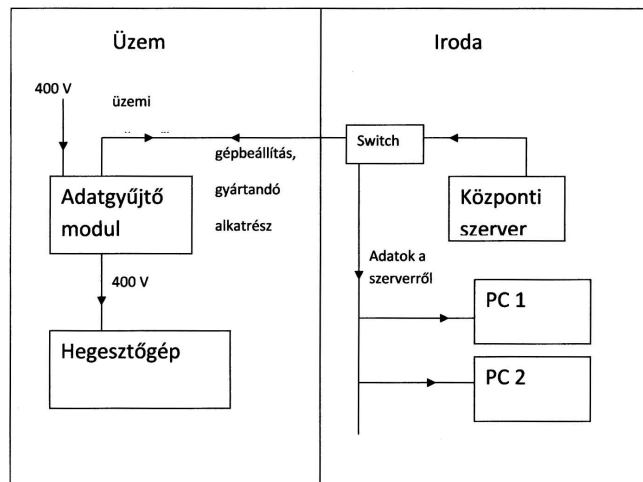 Üzem
Iroda
400 V
üzemi
Switch
gépbeállítás,
gyártandó
alkatrész
Adatgyűjtő
modul
Központi
szerver
400 V
Adatok a
szerverről
PC 1
Hegesztőgép
PC 2